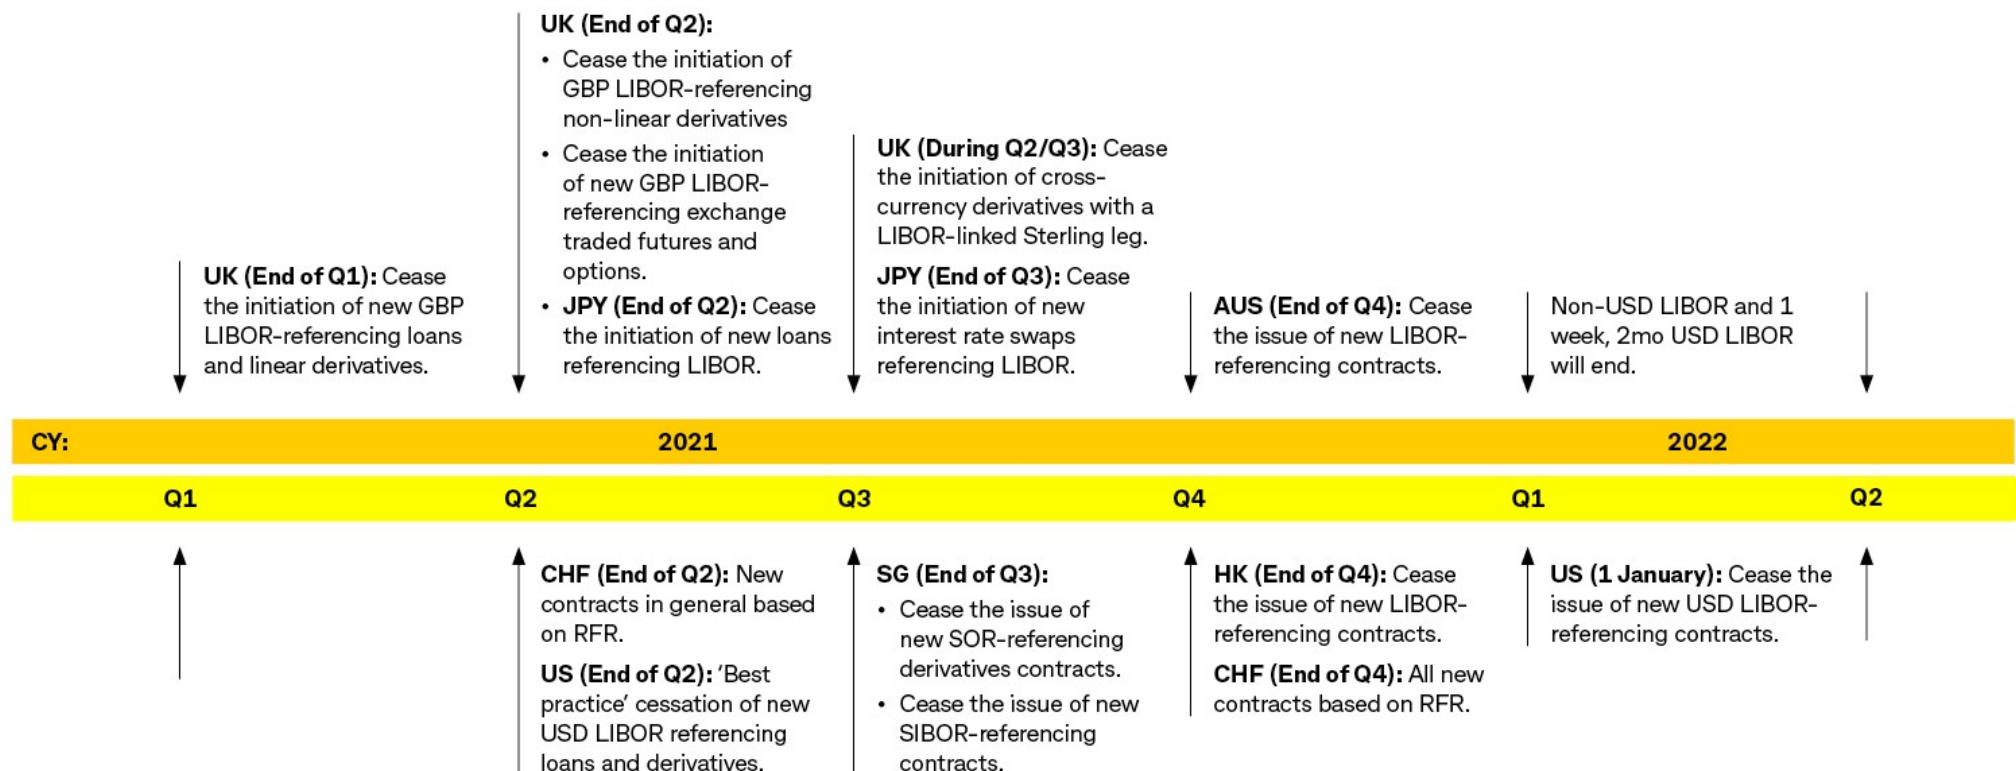 UK (End of Q2):
• Cease the initiation of
GBP LIBOR-referencing
non-linear derivatives
• Cease the initiation
of new GBP LIBOR-
referencing exchange
traded futures and
options.
• JPY (End of Q2): Cease
the initiation of new loans
referencing LIBOR.
UK (End of Q1): Cease
the initiation of new GBP
LIBOR-referencing loans
and linear derivatives.
UK (During Q2/Q3): Cease
the initiation of cross-
currency derivatives with a
LIBOR-linked Sterling leg.
JPY (End of Q3): Cease
the initiation of new
interest rate swaps
referencing LIBOR.
AUS (End of Q4): Cease
the issue of new LIBOR-
referencing contracts.
Non-USD LIBOR and 1
week, 2mo USD LIBOR
will end.
CY: 2021 2022
Q1 Q2 Q3 Q4 Q1 Q2
CHF (End of Q2): New
contracts in general based
on RFR.
US (End of Q2): ‘Best
practice’ cessation of new
USD LIBOR referencing
loans and derivatives.
SG (End of Q3):
• Cease the issue of
new SOR-referencing
derivatives contracts.
• Cease the issue of new
SIBOR-referencing
contracts.
HK (End of Q4): Cease
the issue of new LIBOR-
referencing contracts.
CHF (End of Q4): All new
contracts based on RFR.
US (1 January): Cease the
issue of new USD LIBOR-
referencing contracts.